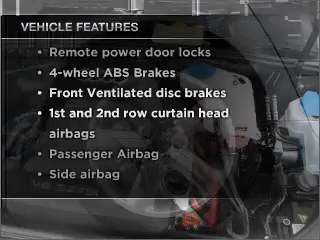 VEHICLE FEATURES
• Remote power door locks
• 4-wheel ABS Brakes
• Front Ventilated disc brakes
• 1st and 2nd row curtain head
airbags
• Passenger Airbag
• Side airbag